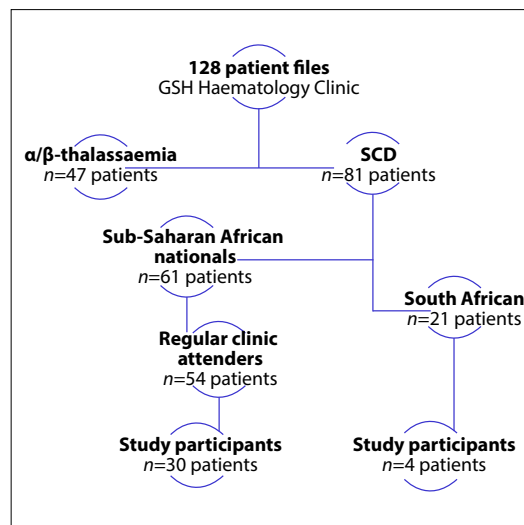 128 patient files
GSH Haematology Clinic
α/β-thalassaemia
n=47 patients
SCD
n=81 patients
Sub-Saharan African
nationals
n=61 patients
South African
n=21 patients
Regular clinic
attenders
n=54 patients
Study participants
n=30 patients
Study participants
n=4 patients